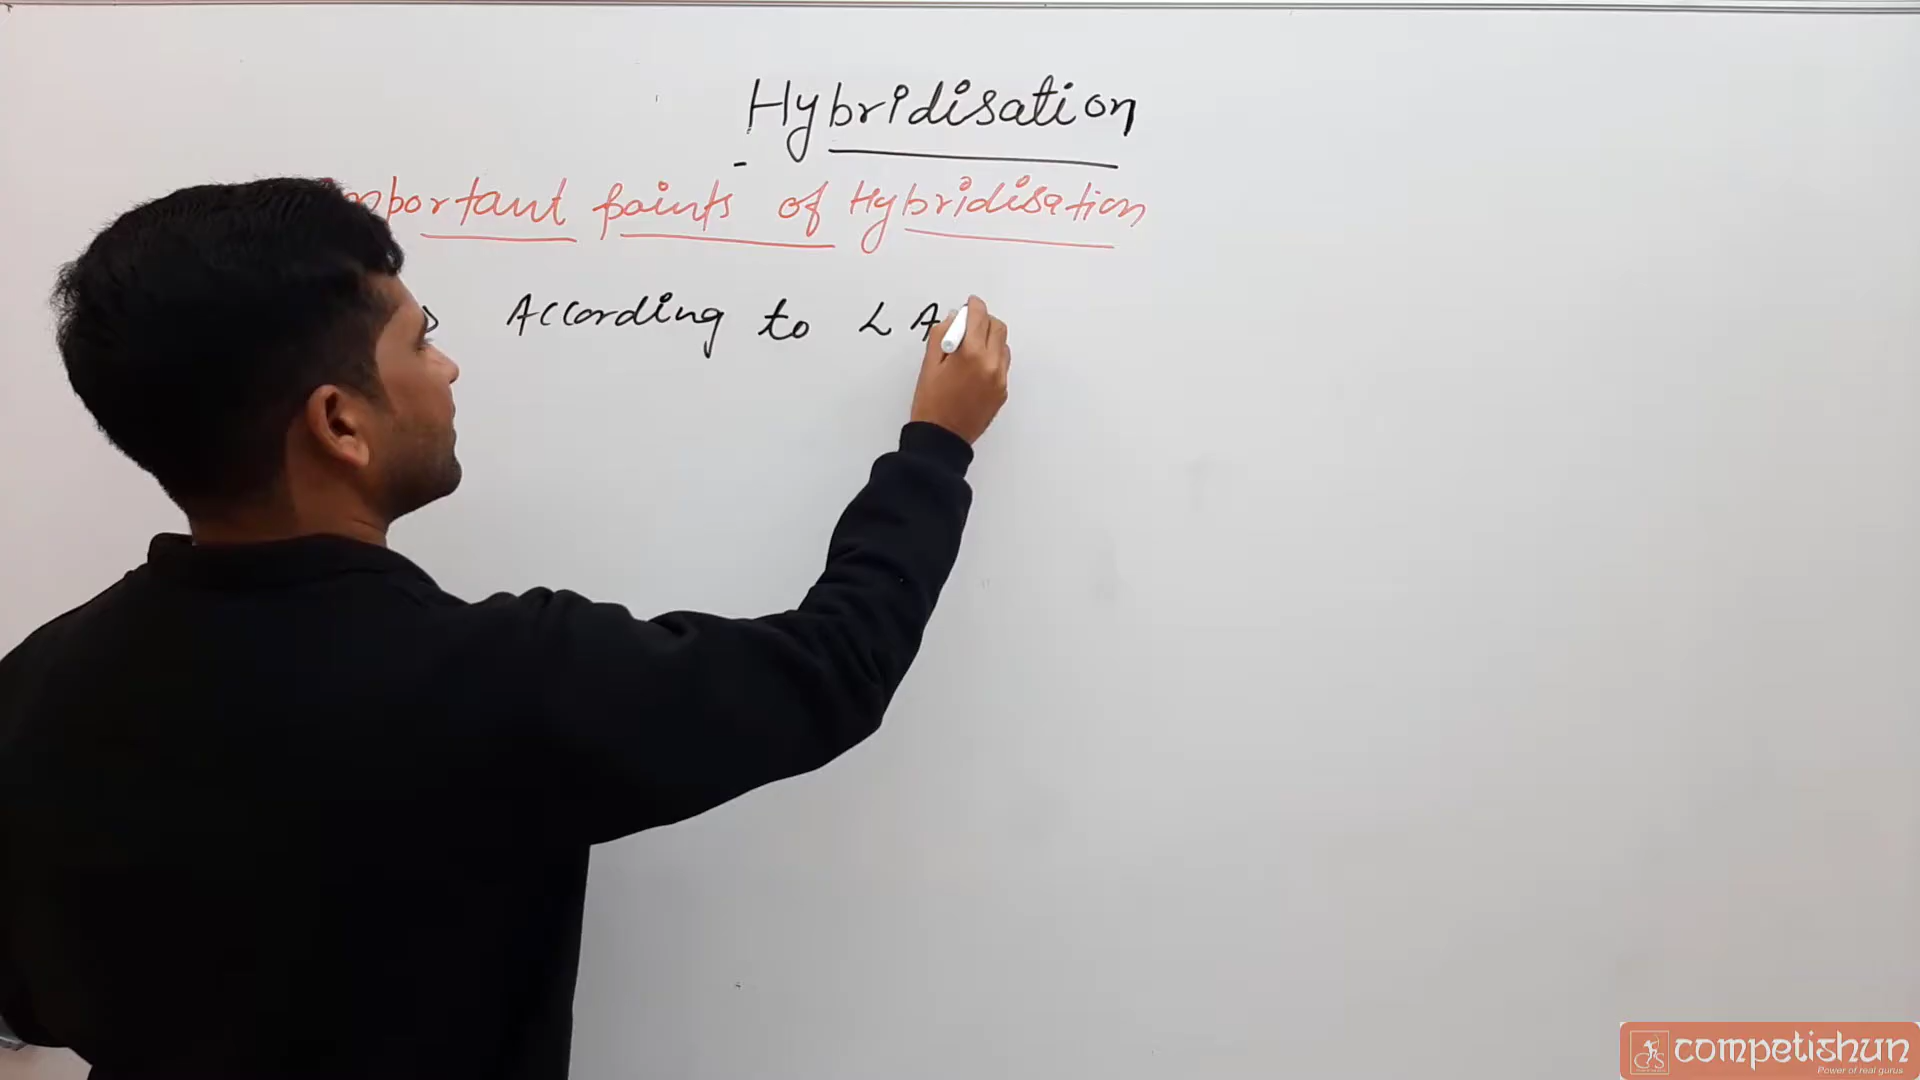 Hybridisation
Important points of Hybridisation
According to L A
competishun
Power of real gurus